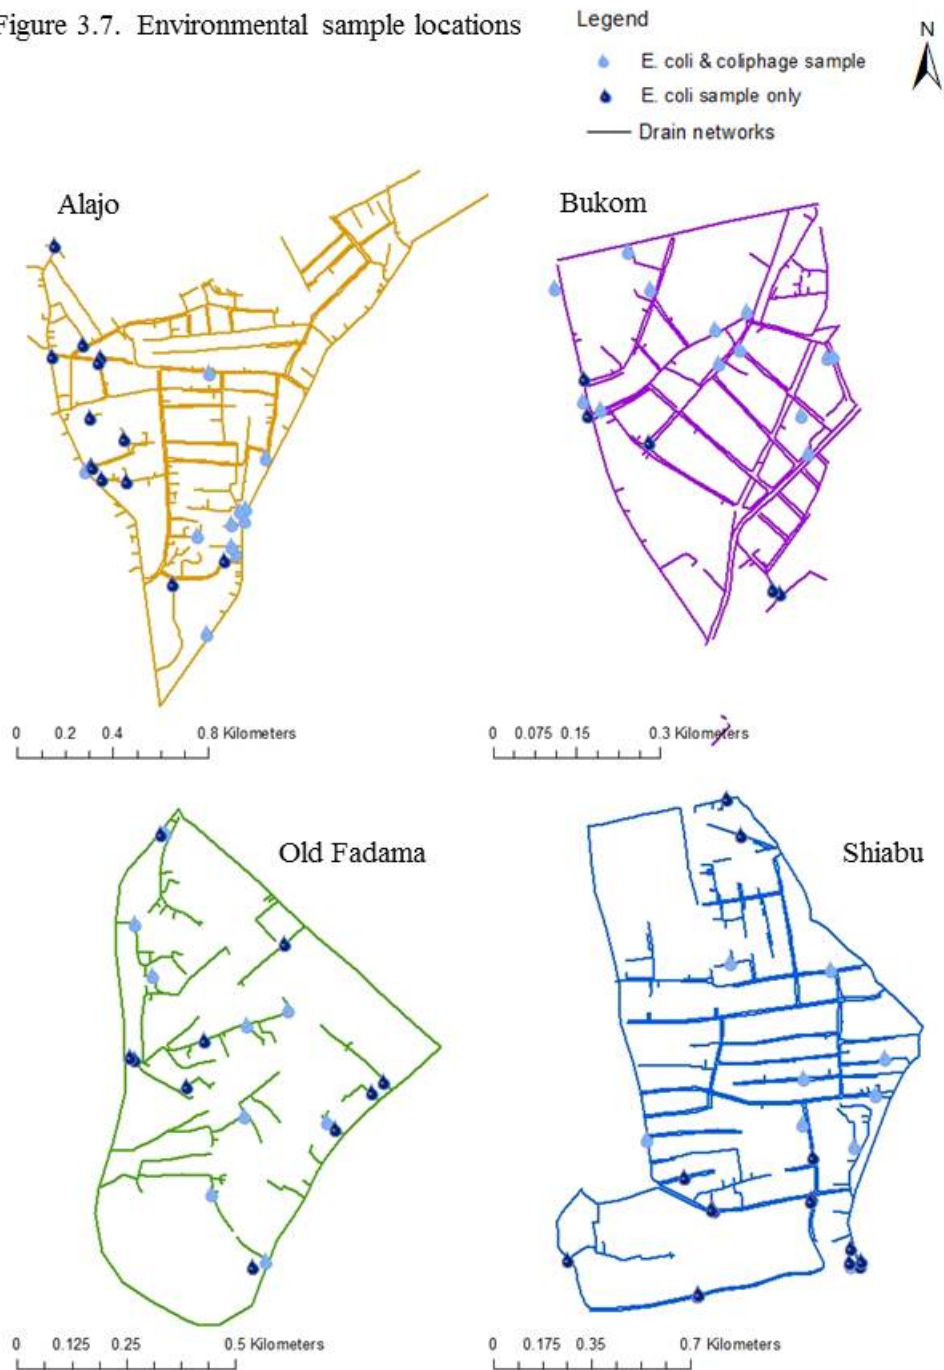 Figure 3.7. Environmental sample locations
Legend
N
E. coli & coliphage sample
E. coli sample only
Drain networks
Alajo
Bukom
0 0.2 0.4 0.8 Kilometers
0 0.075 0.15 0.3 Kilometers
Old Fadama
Shiabu
0 0.125 0.25 0.5 Kilometers
0 0.175 0.35 0.7 Kilometers